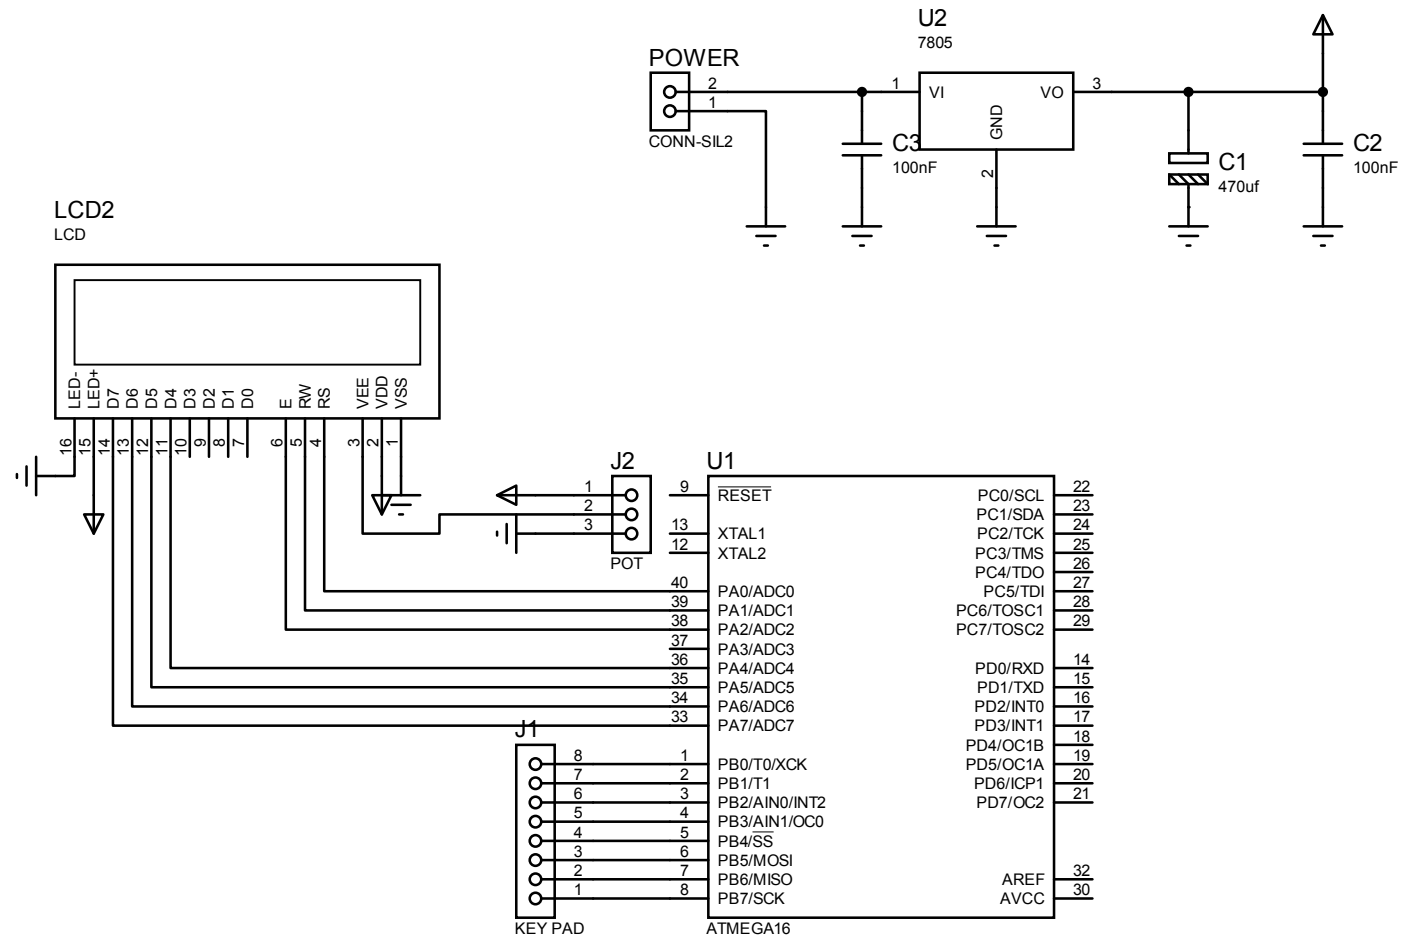 U2
7805
POWER
2
1
CONN-SIL2
1
VI
VO
3
GND
2
C3
100nF
C1
470uf
C2
100nF
LCD2
LCD
LED-
LED+
D7
D6
D5
D4
D3
D2
D1
D0
E
RW
RS
VEE
VDD
VSS
16
15
14
13
12
11
10
9
8
7
6
5
4
3
2
1
J2
1
2
3
POT
U1
9
RESET
13
XTAL1
12
XTAL2
40
PA0/ADC0
39
PA1/ADC1
38
PA2/ADC2
37
PA3/ADC3
36
PA4/ADC4
35
PA5/ADC5
34
PA6/ADC6
33
PA7/ADC7
1
PB0/T0/XCK
2
PB1/T1
3
PB2/AIN0/INT2
4
PB3/AIN1/OC0
5
PB4/SS
6
PB5/MOSI
7
PB6/MISO
8
PB7/SCK
PC0/SCL
22
PC1/SDA
23
PC2/TCK
24
PC3/TMS
25
PC4/TDO
26
PC5/TDI
27
PC6/TOSC1
28
PC7/TOSC2
29
PD0/RXD
14
PD1/TXD
15
PD2/INT0
16
PD3/INT1
17
PD4/OC1B
18
PD5/OC1A
19
PD6/ICP1
20
PD7/OC2
21
AREF
32
AVCC
30
ATMEGA16
J1
8
7
6
5
4
3
2
1
KEY PAD